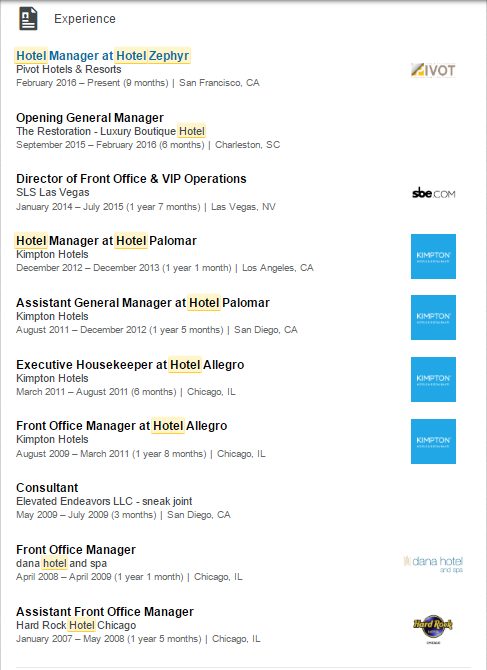 Experience
Hotel Manager at Hotel Zephyr
Pivot Hotels & Resorts
February 2016 – Present (9 months) | San Francisco, CA
PIVOT
Opening General Manager
The Restoration - Luxury Boutique Hotel
September 2015 – February 2016 (6 months) | Charleston, SC
Director of Front Office & VIP Operations
SLS Las Vegas
January 2014 – July 2015 (1 year 7 months) | Las Vegas, NV
sbe.COM
Hotel Manager at Hotel Palomar
Kimpton Hotels
December 2012 – December 2013 (1 year 1 month) | Los Angeles, CA
KIMPTON
Assistant General Manager at Hotel Palomar
Kimpton Hotels
August 2011 – December 2012 (1 year 5 months) | San Diego, CA
KIMPTON
Executive Housekeeper at Hotel Allegro
Kimpton Hotels
March 2011 – August 2011 (6 months) | Chicago, IL
KIMPTON
Front Office Manager at Hotel Allegro
Kimpton Hotels
August 2009 – March 2011 (1 year 8 months) | Chicago, IL
KIMPTON
Consultant
Elevated Endeavors LLC - sneak joint
May 2009 – July 2009 (3 months) | San Diego, CA
Front Office Manager
dana hotel and spa
April 2008 – April 2009 (1 year 1 month) | Chicago, IL
dana hotel
and spa
Assistant Front Office Manager
Hard Rock Hotel Chicago
January 2007 – May 2008 (1 year 5 months) | Chicago, IL
Hard Rock
HOTEL
CHICAGO